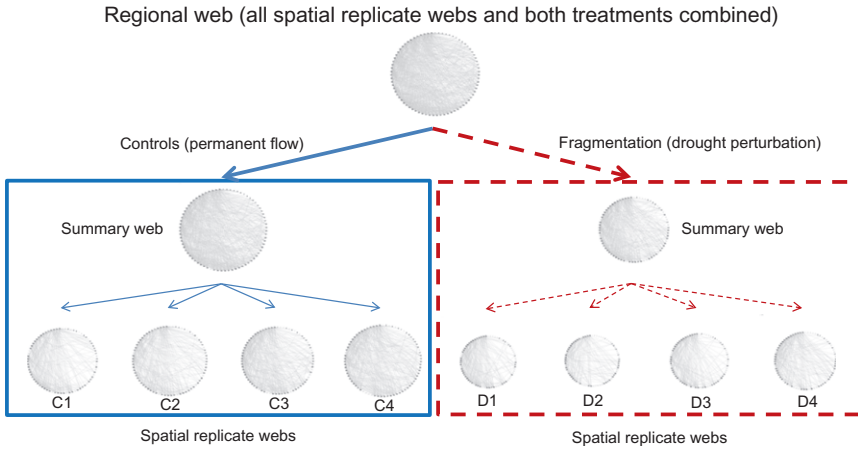 Regional web (all spatial replicate webs and both treatments combined)
Controls (permanent flow)
Fragmentation (drought perturbation)
Summary web
Summary web
C1
C2
C3
C4
D1
D2
D3
D4
Spatial replicate webs
Spatial replicate webs